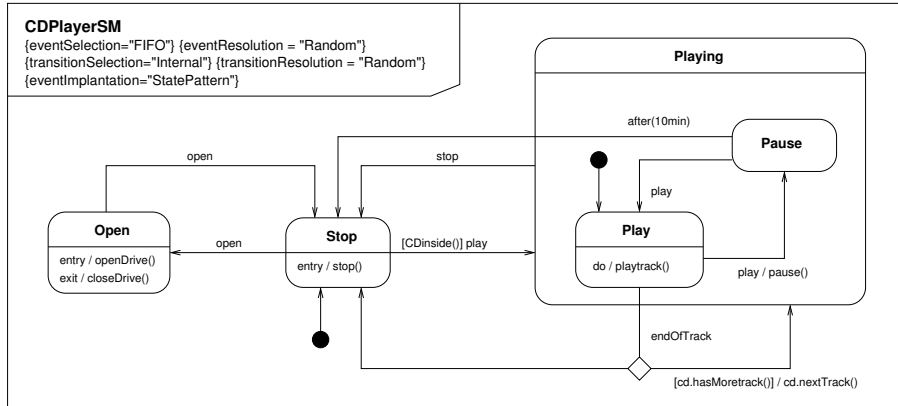 CDPlayerSM
{eventSelection="FIFO"} {eventResolution = "Random"}
{transitionSelection="Internal"} {transitionResolution = "Random"}
{eventImplantation="StatePattern"}
Playing
after(10min)
Pause
open
stop
play
Open
entry / openDrive()
exit / closeDrive()
open
Stop
entry / stop()
[CDinside()] play
Play
do / playtrack()
play / pause()
endOfTrack
[cd.hasMoretrack()] / cd.nextTrack()